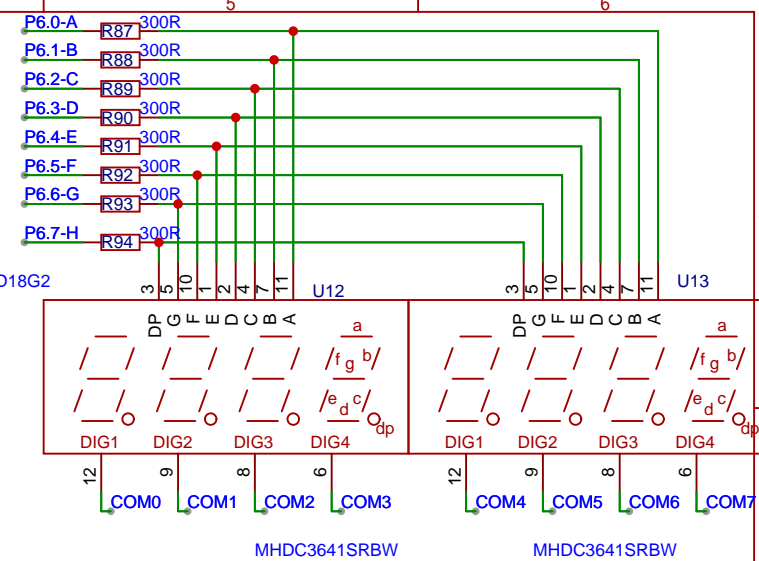 5 6
P6.0-A R87 300R
P6.1-B R88 300R
P6.2-C R89 300R
P6.3-D R90 300R
P6.4-E R91 300R
P6.5-F R92 300R
P6.6-G R93 300R
P6.7-H R94 300R
D18G2
3 5 10 1 2 4 7 11 U12
3 5 10 1 2 4 7 11 U13
DP G F E D C B A
DP G F E D C B A
a
f g b
e d c
dp
a
f g b
e d c
dp
DIG1 DIG2 DIG3 DIG4
DIG1 DIG2 DIG3 DIG4
12 9 8 6
12 9 8 6
COM0 COM1 COM2 COM3
COM4 COM5 COM6 COM7
MHDC3641SRBW
MHDC3641SRBW